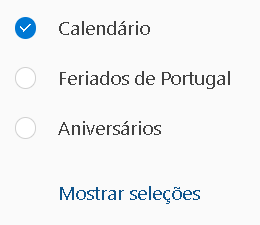 Calendário
Feriados de Portugal
Aniversários
Mostrar seleções